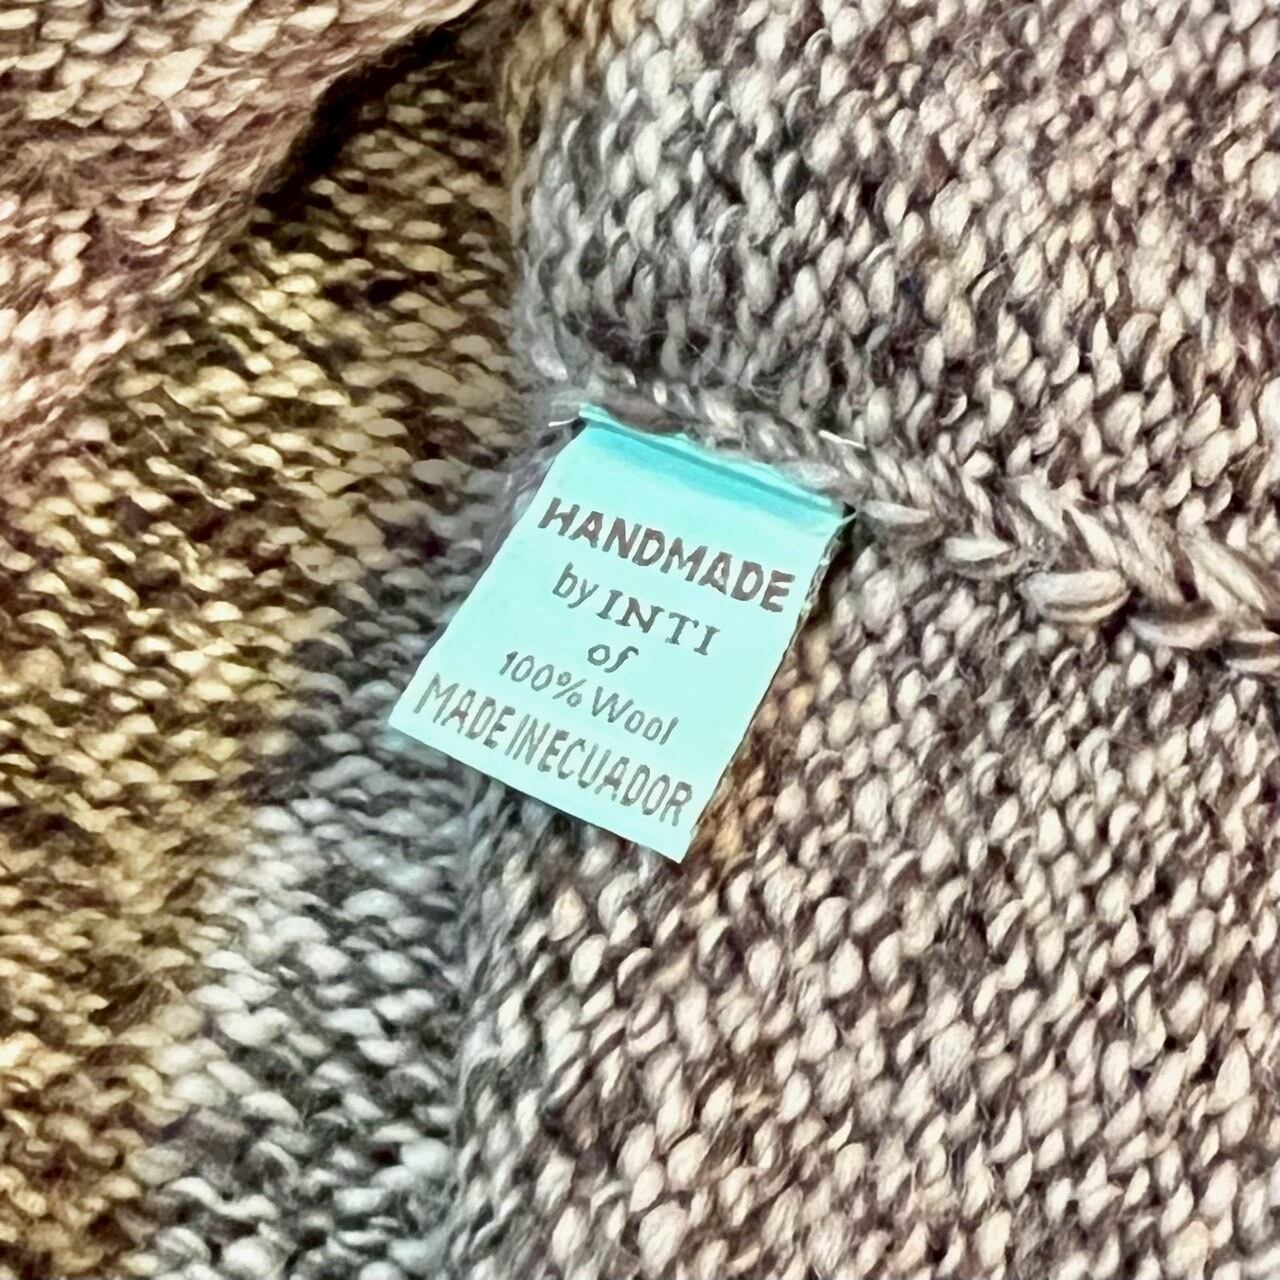 HANDMADE
by INTI
of
100% Wool
MADE IN ECUADOR